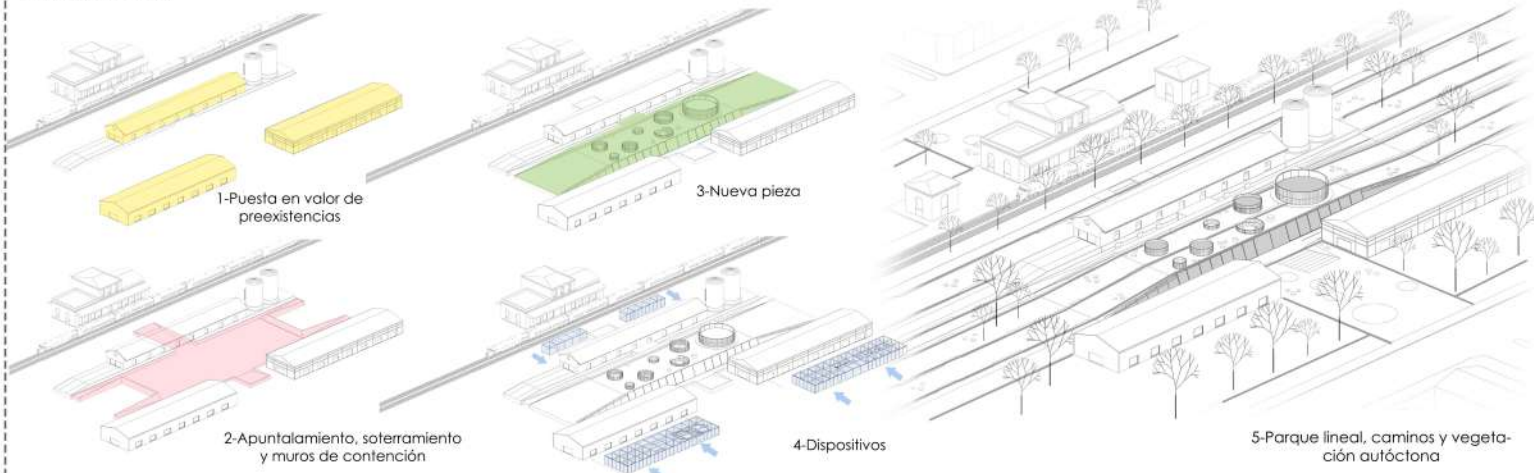 1-Puesta en valor de
preexistencias
2-Apuntalamiento, soterramiento
y muros de contención
3-Nueva pieza
4-Dispositivos
5-Parque lineal, caminos y vegeta-
ción autóctona